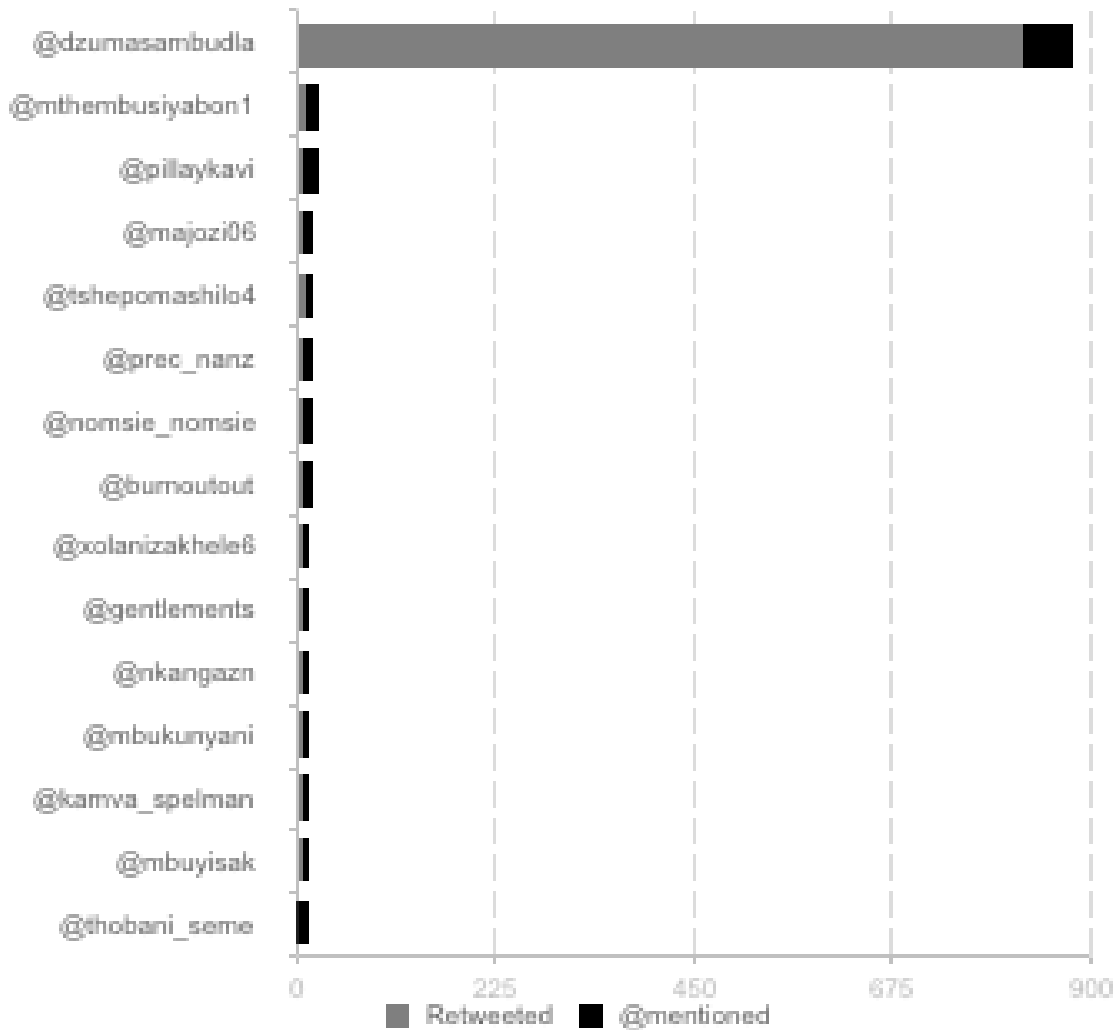 @dzumasambudla
@mthembusiyabon1
@pillaykavi
@majozi06
@tshepomashilo4
@prec_nanz
@nomsie_nomsie
@burnoutout
@xolanizakhele6
@gentlements
@nkangazn
@mbukunyani
@kamva_spelman
@mbuyisak
@thobani_seme
0 225 450 675 900
Retweeted @mentioned